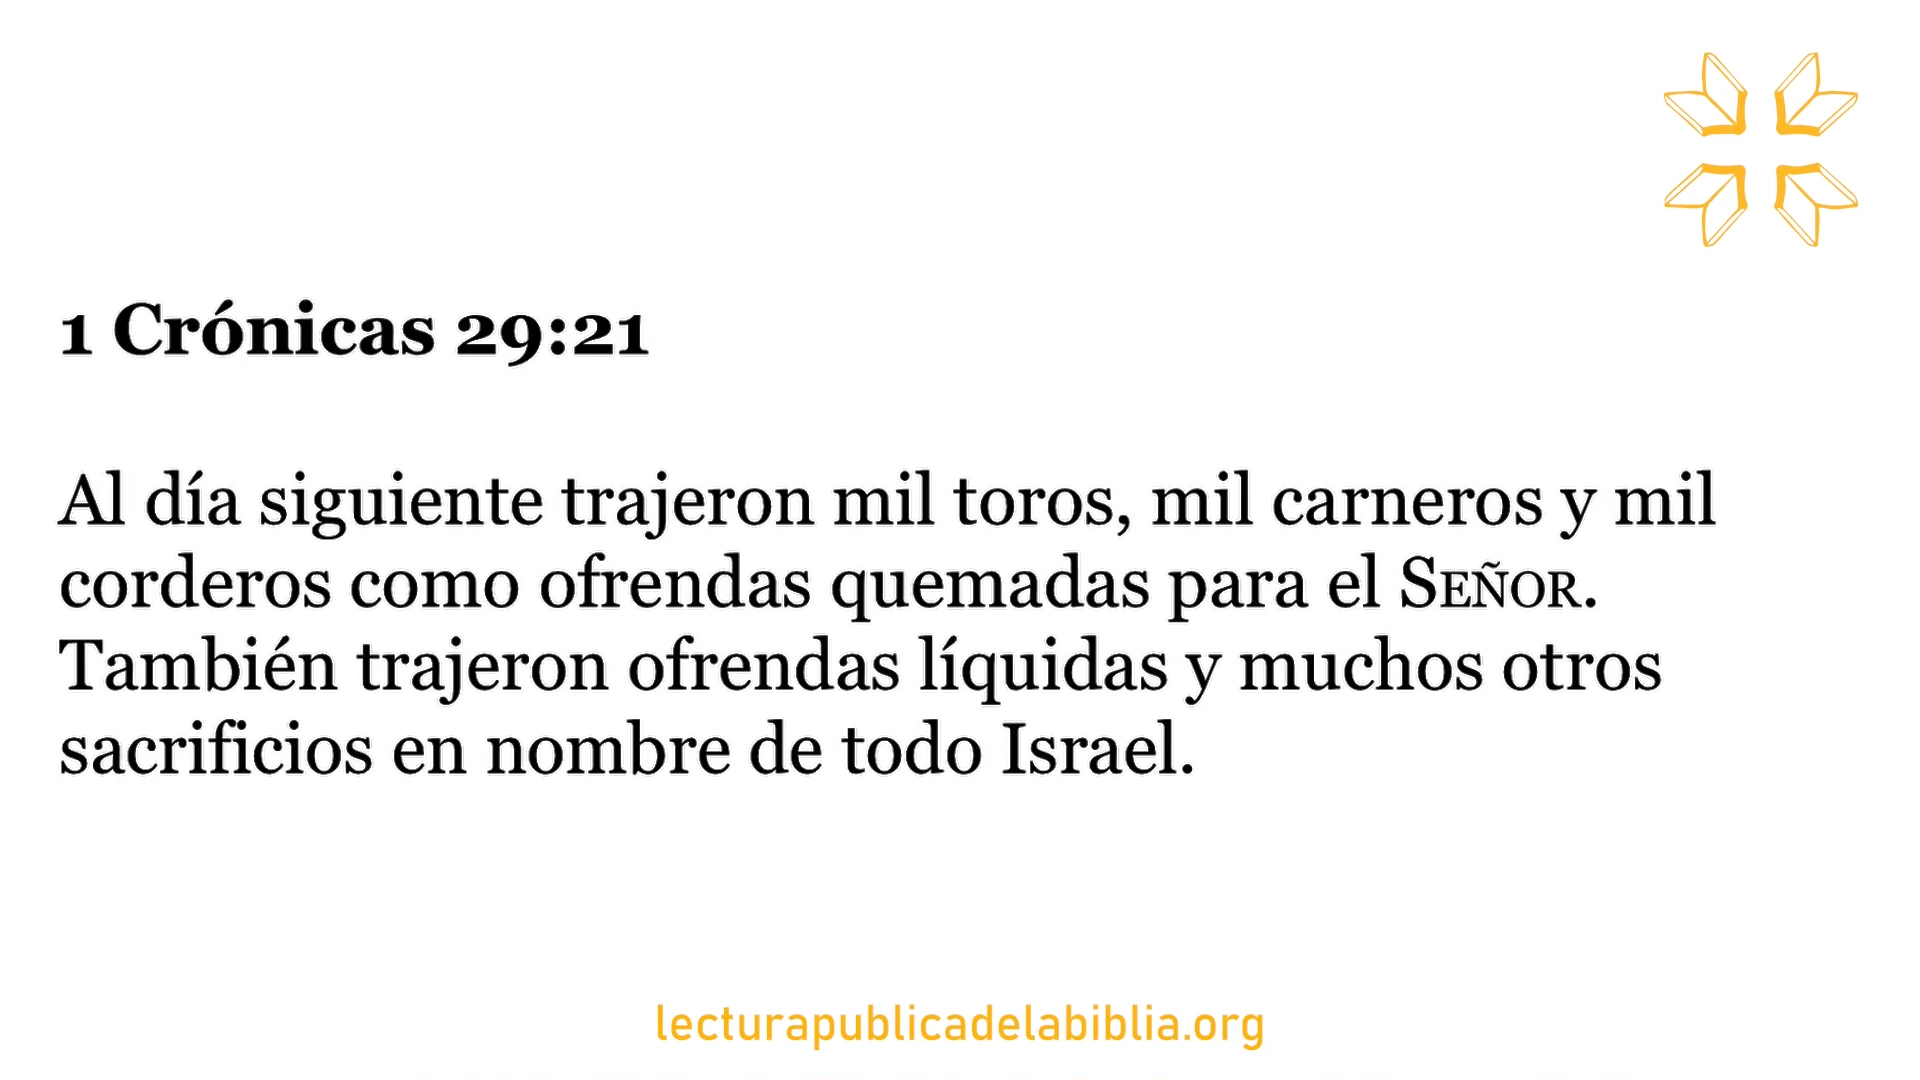 1 Crónicas 29:21
Al día siguiente trajeron mil toros, mil carneros y mil
corderos como ofrendas quemadas para el SEÑOR.
También trajeron ofrendas líquidas y muchos otros
sacrificios en nombre de todo Israel.
lecturapublicadelabiblia.org